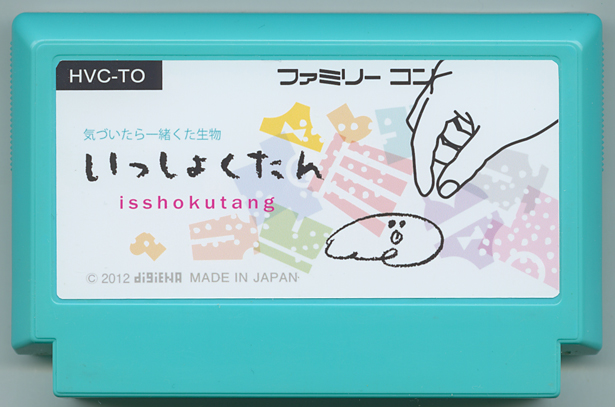 HVC-TO
ファミリー コン
気づいたら一緒くた生物
いっしょくたん
isshokutang
© 2012 diGiENA MADE IN JAPAN